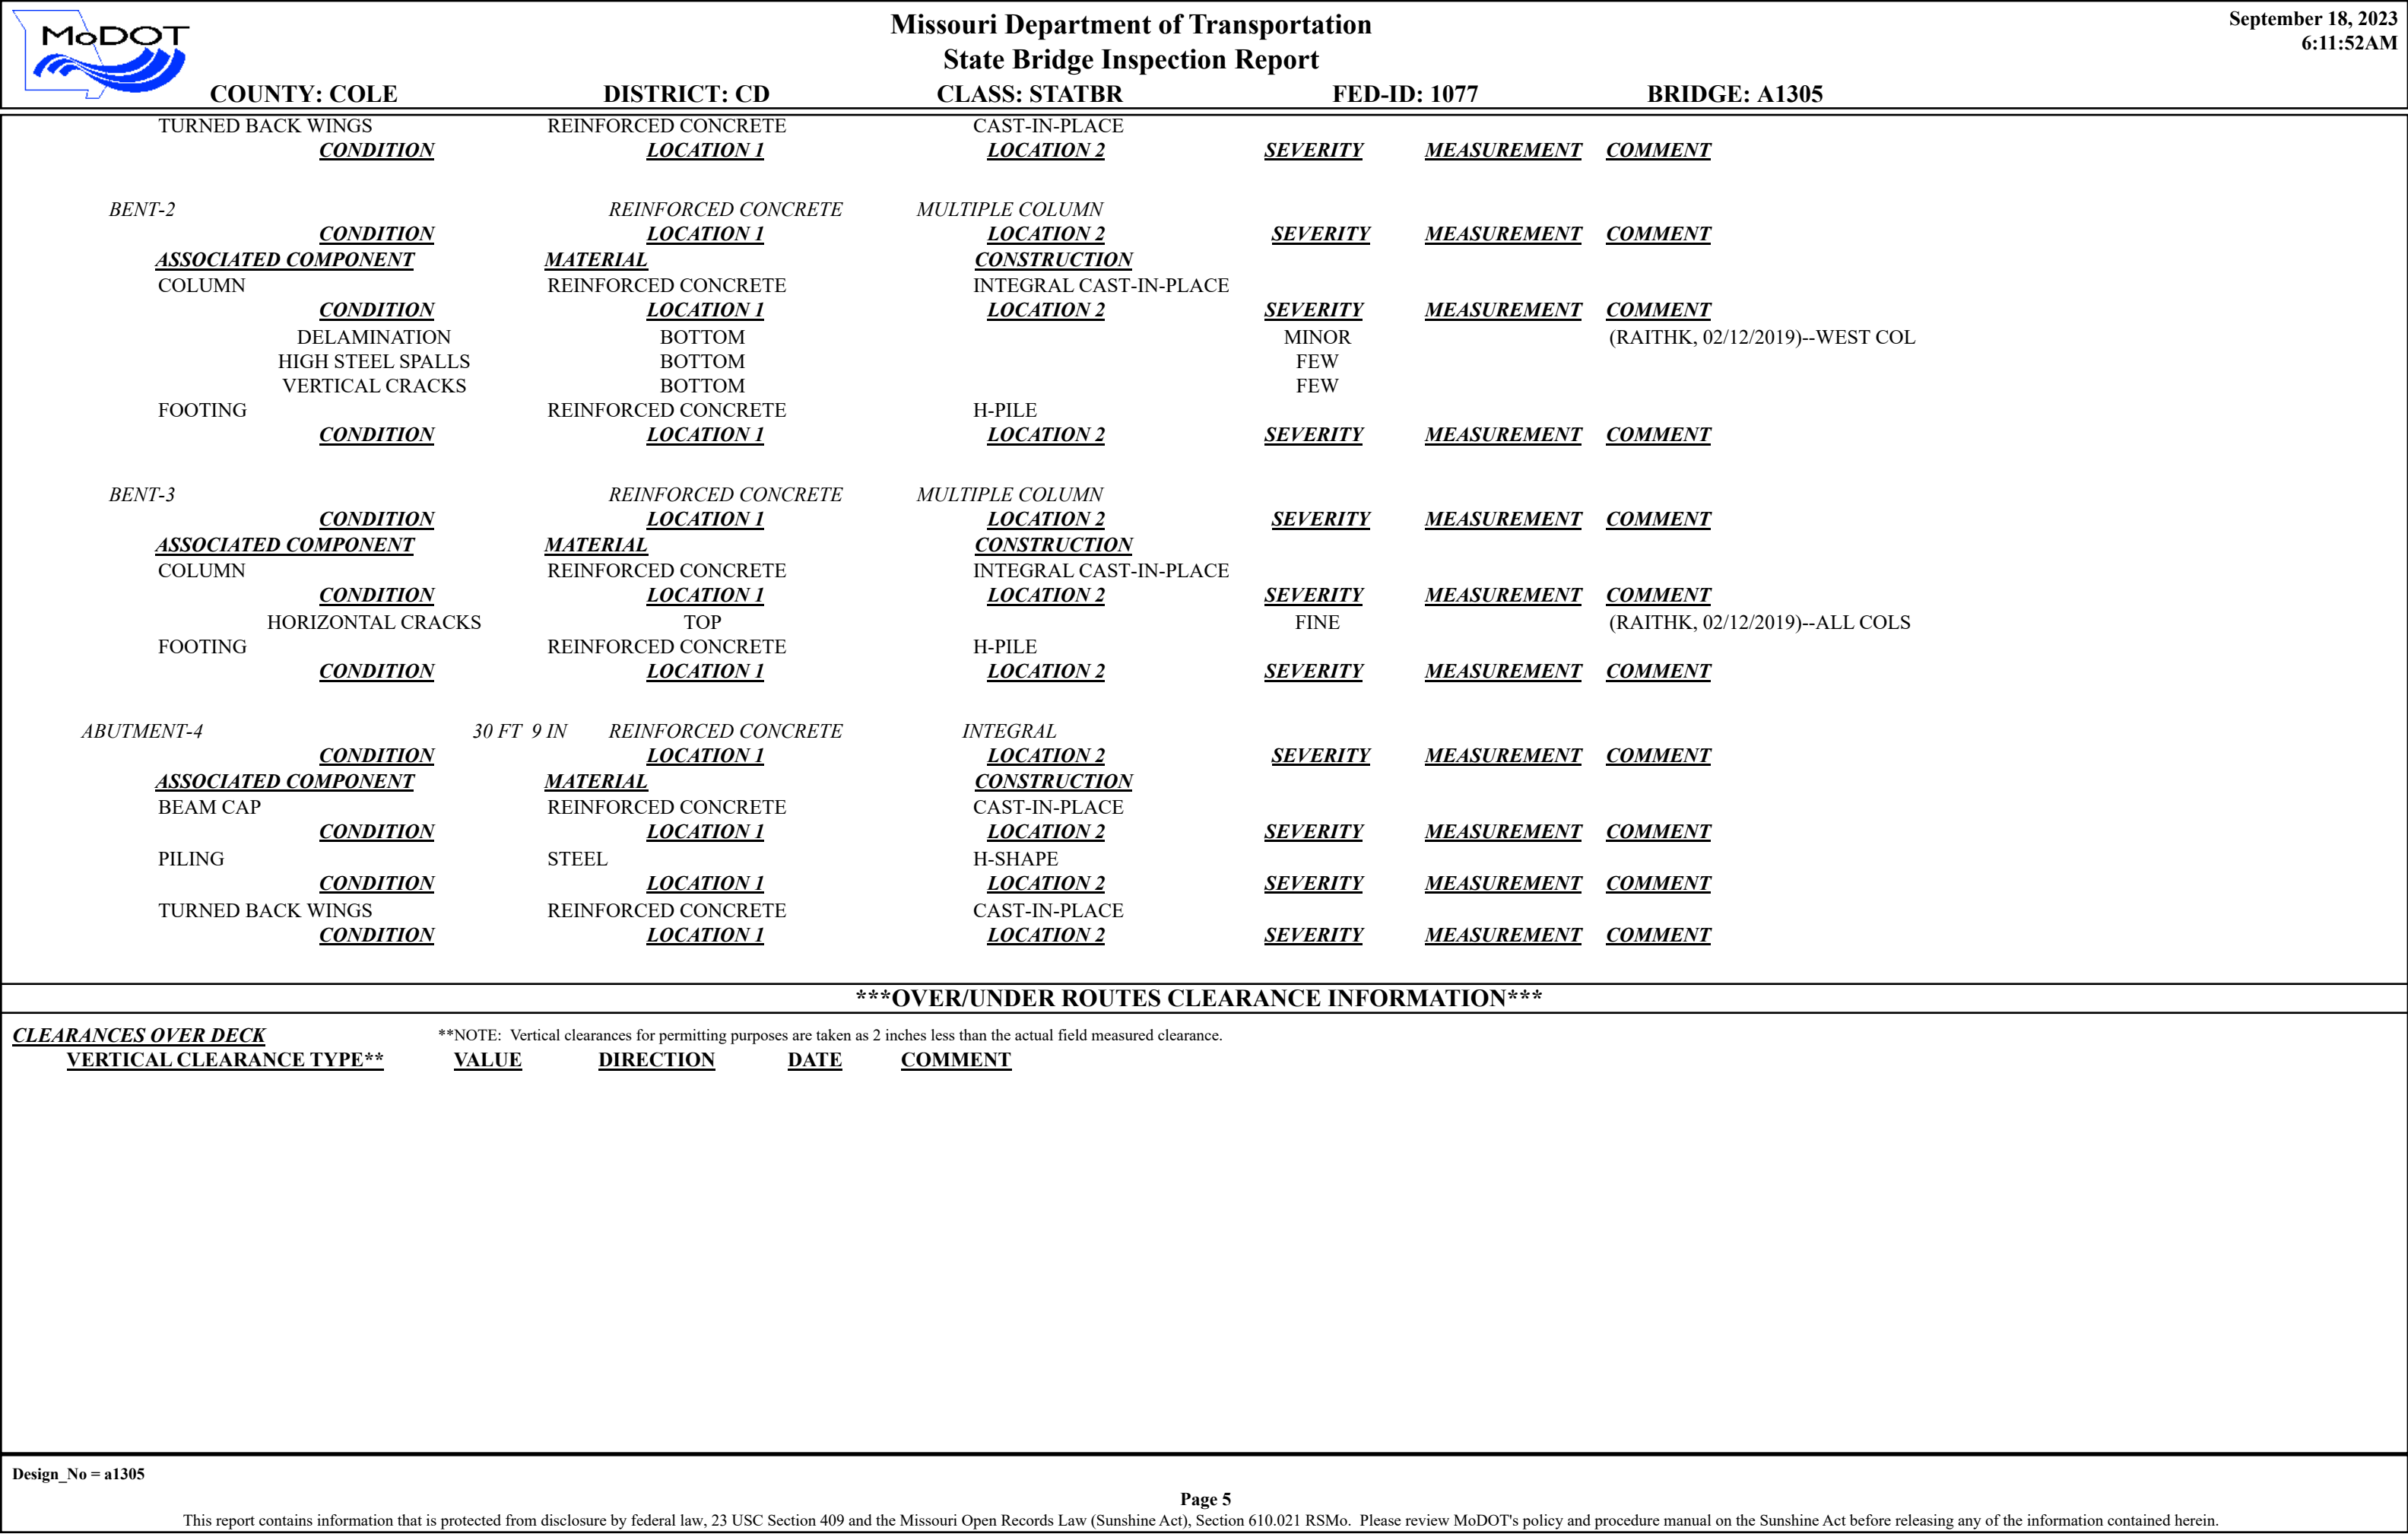 MoDOT
Missouri Department of Transportation
State Bridge Inspection Report
September 18, 2023
6:11:52AM
COUNTY: COLE DISTRICT: CD CLASS: STATBR FED-ID: 1077 BRIDGE: A1305
TURNED BACK WINGS REINFORCED CONCRETE CAST-IN-PLACE
CONDITION LOCATION 1 LOCATION 2 SEVERITY MEASUREMENT COMMENT
BENT-2 REINFORCED CONCRETE MULTIPLE COLUMN
CONDITION LOCATION 1 LOCATION 2 SEVERITY MEASUREMENT COMMENT
ASSOCIATED COMPONENT MATERIAL CONSTRUCTION
COLUMN REINFORCED CONCRETE INTEGRAL CAST-IN-PLACE
CONDITION LOCATION 1 LOCATION 2 SEVERITY MEASUREMENT COMMENT
DELAMINATION BOTTOM MINOR (RAITHK, 02/12/2019)--WEST COL
HIGH STEEL SPALLS BOTTOM FEW
VERTICAL CRACKS BOTTOM FEW
FOOTING REINFORCED CONCRETE H-PILE
CONDITION LOCATION 1 LOCATION 2 SEVERITY MEASUREMENT COMMENT
BENT-3 REINFORCED CONCRETE MULTIPLE COLUMN
CONDITION LOCATION 1 LOCATION 2 SEVERITY MEASUREMENT COMMENT
ASSOCIATED COMPONENT MATERIAL CONSTRUCTION
COLUMN REINFORCED CONCRETE INTEGRAL CAST-IN-PLACE
CONDITION LOCATION 1 LOCATION 2 SEVERITY MEASUREMENT COMMENT
HORIZONTAL CRACKS TOP FINE (RAITHK, 02/12/2019)--ALL COLS
FOOTING REINFORCED CONCRETE H-PILE
CONDITION LOCATION 1 LOCATION 2 SEVERITY MEASUREMENT COMMENT
ABUTMENT-4 30 FT 9 IN REINFORCED CONCRETE INTEGRAL
CONDITION LOCATION 1 LOCATION 2 SEVERITY MEASUREMENT COMMENT
ASSOCIATED COMPONENT MATERIAL CONSTRUCTION
BEAM CAP REINFORCED CONCRETE CAST-IN-PLACE
CONDITION LOCATION 1 LOCATION 2 SEVERITY MEASUREMENT COMMENT
PILING STEEL H-SHAPE
CONDITION LOCATION 1 LOCATION 2 SEVERITY MEASUREMENT COMMENT
TURNED BACK WINGS REINFORCED CONCRETE CAST-IN-PLACE
CONDITION LOCATION 1 LOCATION 2 SEVERITY MEASUREMENT COMMENT
***OVER/UNDER ROUTES CLEARANCE INFORMATION***
CLEARANCES OVER DECK **NOTE: Vertical clearances for permitting purposes are taken as 2 inches less than the actual field measured clearance.
VERTICAL CLEARANCE TYPE** VALUE DIRECTION DATE COMMENT
Design_No = a1305
Page 5
This report contains information that is protected from disclosure by federal law, 23 USC Section 409 and the Missouri Open Records Law (Sunshine Act), Section 610.021 RSMo. Please review MoDOT's policy and procedure manual on the Sunshine Act before releasing any of the information contained herein.